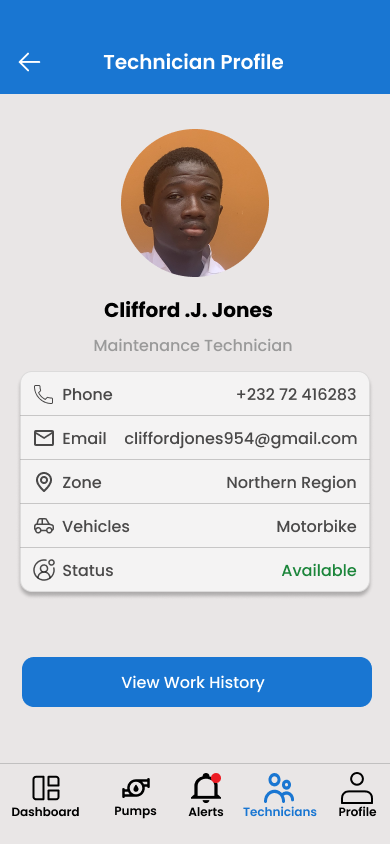 Technician Profile
Clifford .J. Jones
Maintenance Technician
Phone +232 72 416283
Email cliffordjones954@gmail.com
Zone Northern Region
Vehicles Motorbike
Status Available
View Work History
Dashboard Pumps Alerts Technicians Profile